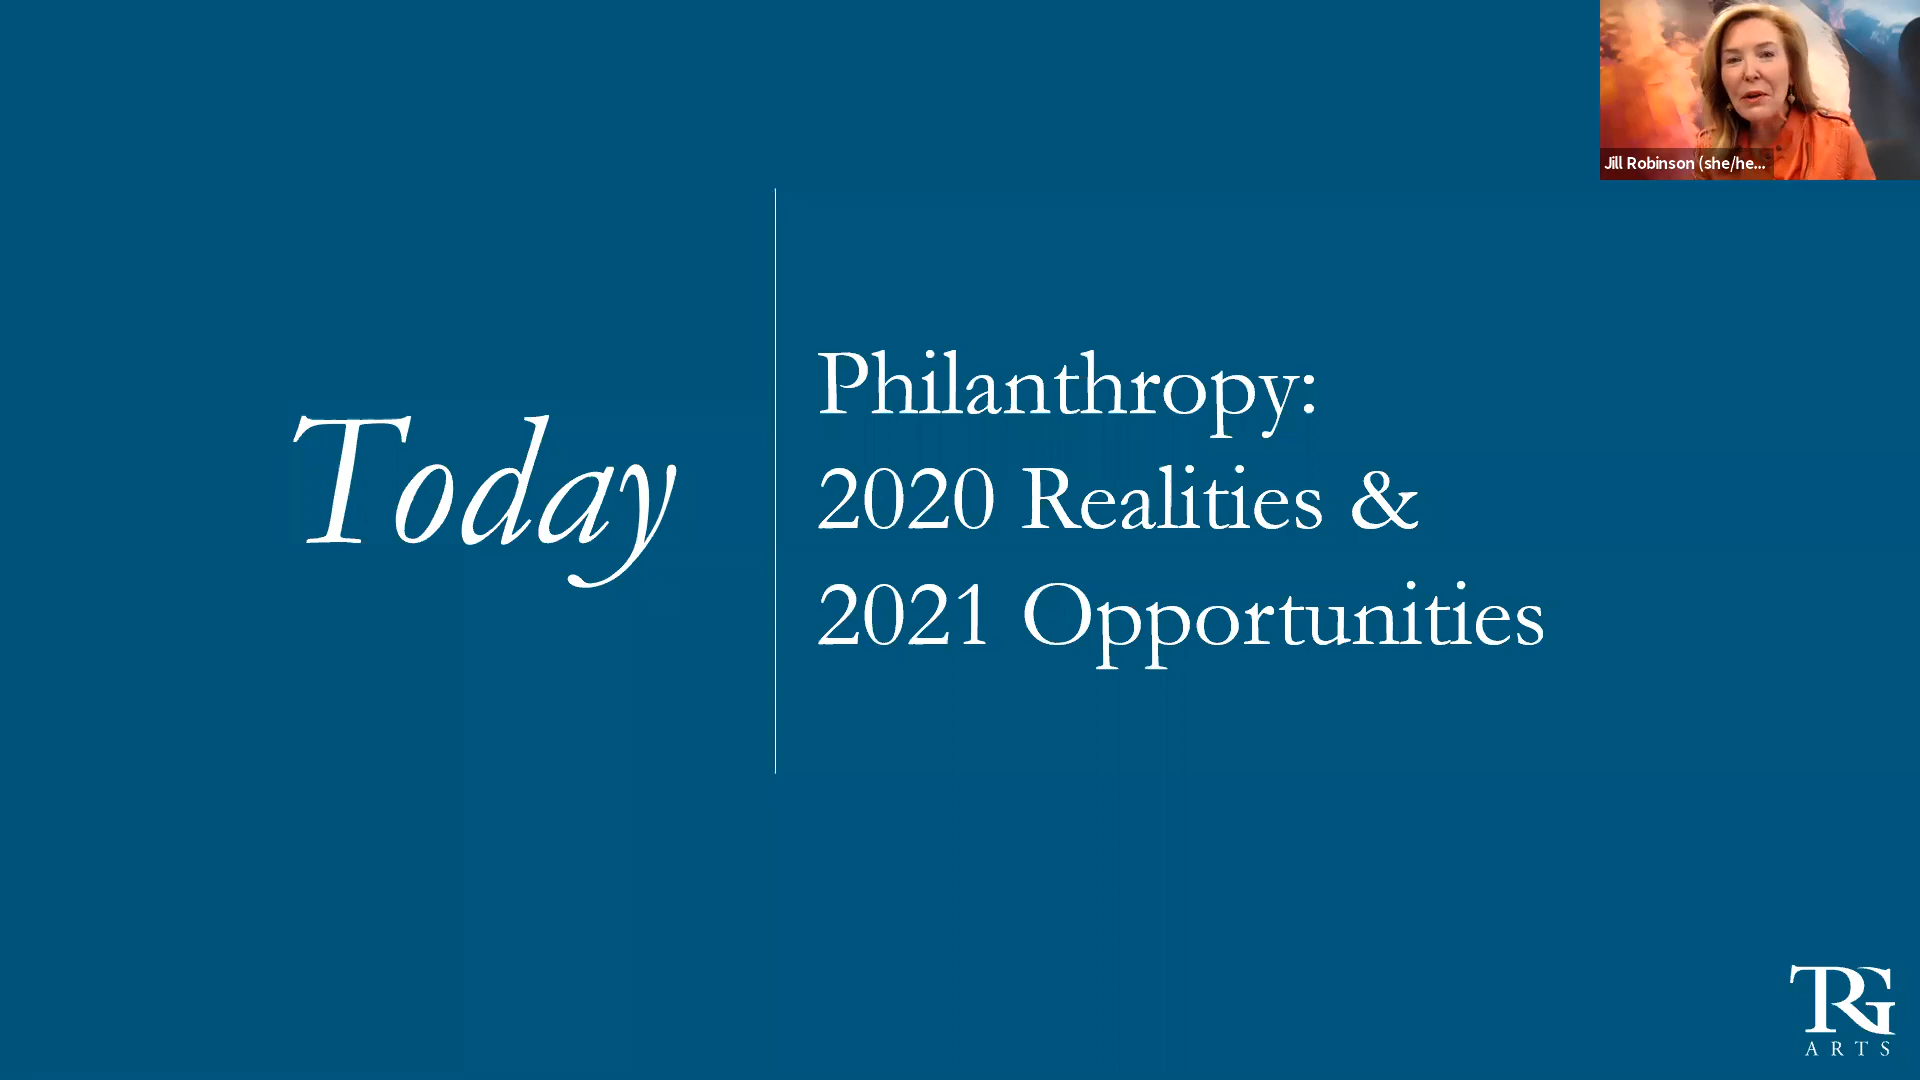 Jill Robinson (she/he...
Today
Philanthropy:
2020 Realities &
2021 Opportunities
TRG
ARTS